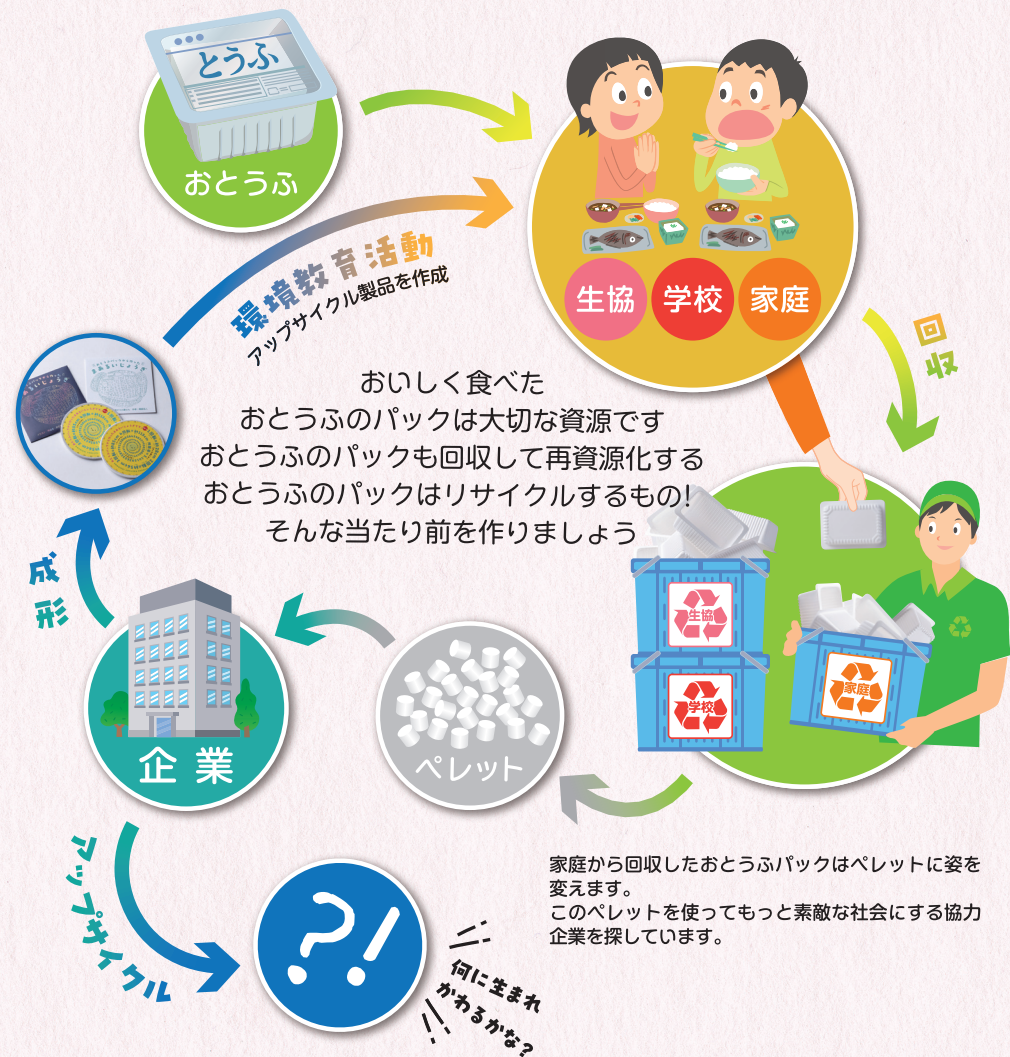 とうふ
おとうふ
生協
学校
家庭
環境教育活動
アップサイクル製品を作成
回収
おいしく食べた
おとうふのパックは大切な資源です
おとうふのパックも回収して再資源化する
おとうふのパックはリサイクルするもの!
そんな当たり前を作りましょう
生協
学校
家庭
成形
企業
ペレット
アップサイクル
?!
何に生まれ
かわるかな?
家庭から回収したおとうふパックはペレットに姿を
変えます。
このペレットを使ってもっと素敵な社会にする協力
企業を探しています。